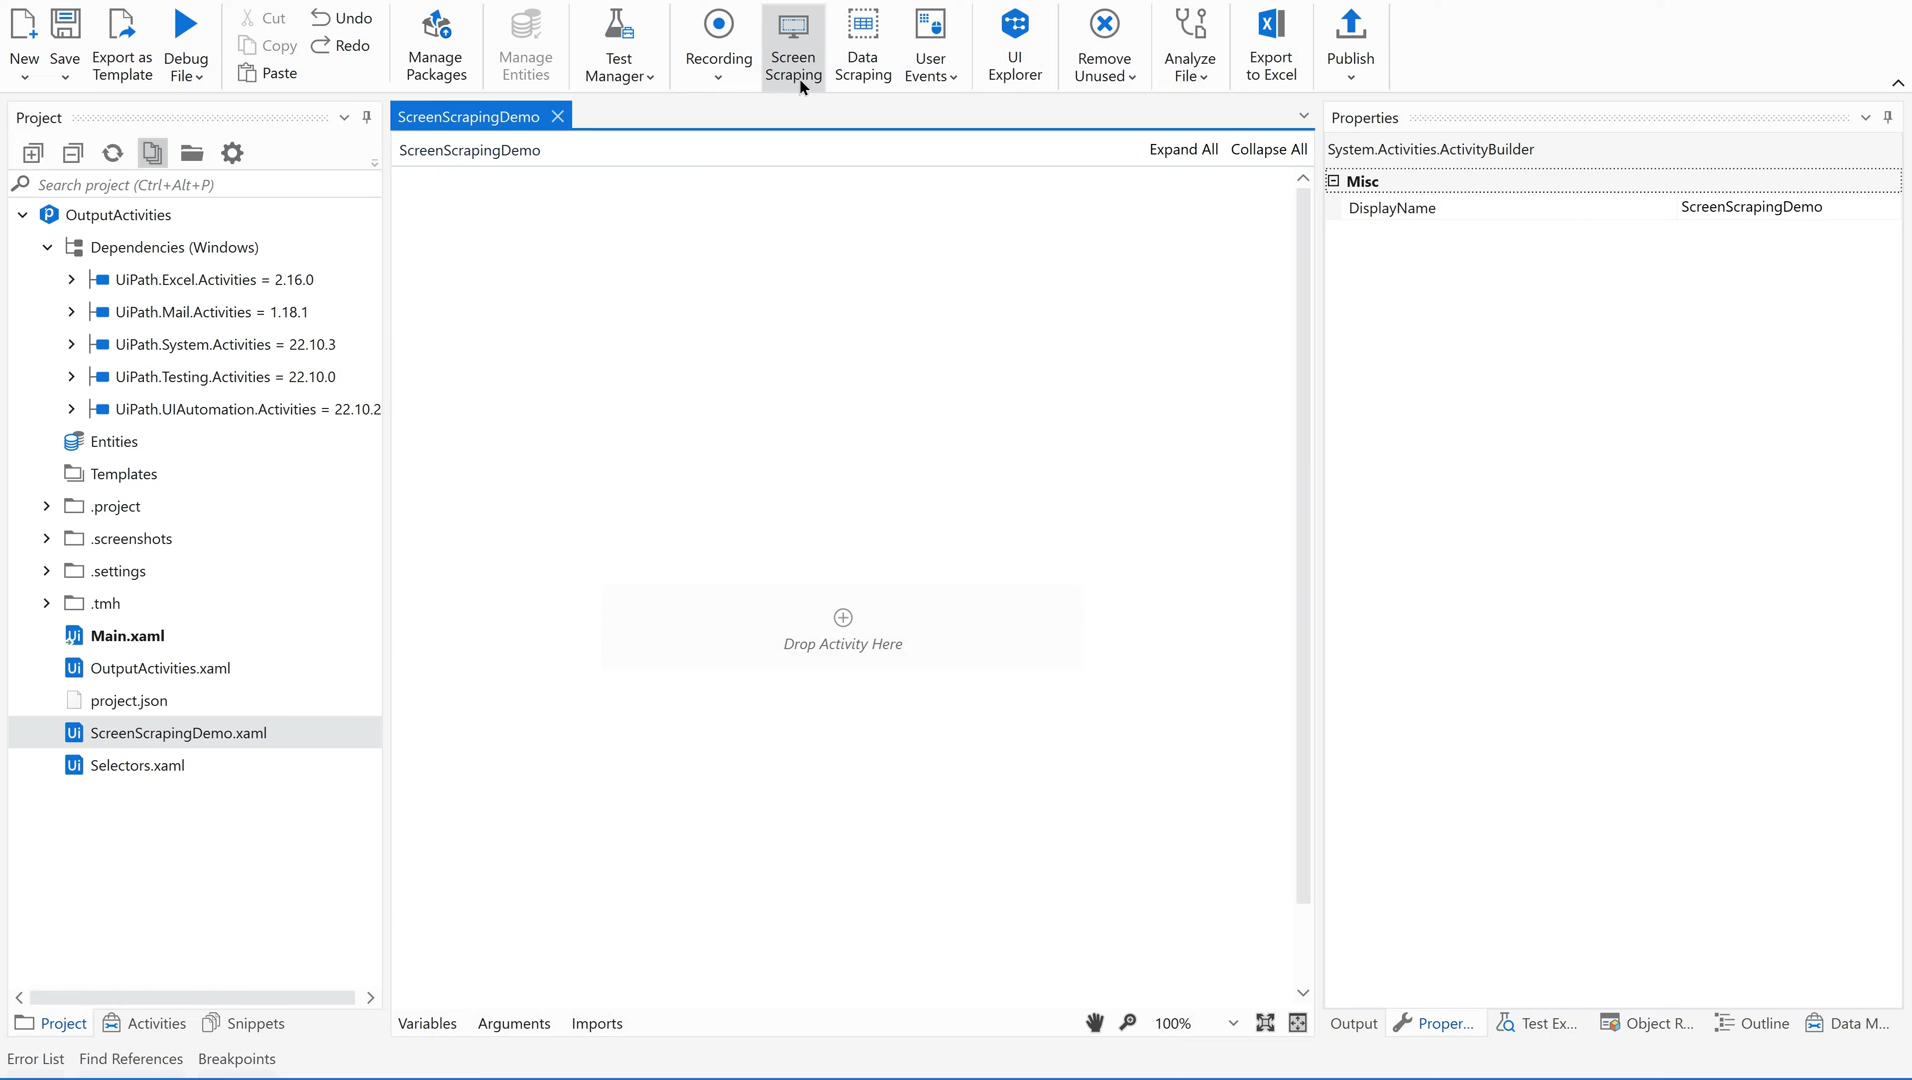 New
Save
Export as
Template
Debug
File
Cut
Copy
Paste
Undo
Redo
Manage
Packages
Manage
Entities
Test
Manager
Recording
Screen
Scraping
Data
Scraping
User
Events
UI
Explorer
Remove
Unused
Analyze
File
Export
to Excel
Publish
Project
Search project (Ctrl+Alt+P)
OutputActivities
Dependencies (Windows)
UiPath.Excel.Activities = 2.16.0
UiPath.Mail.Activities = 1.18.1
UiPath.System.Activities = 22.10.3
UiPath.Testing.Activities = 22.10.0
UiPath.UIAutomation.Activities = 22.10.2
Entities
Templates
.project
.screenshots
.settings
.tmh
Main.xaml
OutputActivities.xaml
project.json
ScreenScrapingDemo.xaml
Selectors.xaml
Project
Activities
Snippets
Error List
Find References
Breakpoints
ScreenScrapingDemo
ScreenScrapingDemo
Expand All
Collapse All
Drop Activity Here
Variables
Arguments
Imports
100%
Properties
System.Activities.ActivityBuilder
Misc
DisplayName
ScreenScrapingDemo
Output
Proper...
Test Ex...
Object R...
Outline
Data M...